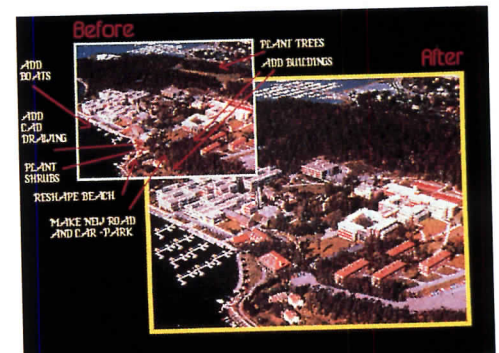 Before
After
ADD
BOATS
ADD
CAD
DRAWING
PLANT
SHRUBS
RESHAPE BEACH
MAKE NEW ROAD
AND CAR-PARK
PLANT TREES
ADD BUILDINGS